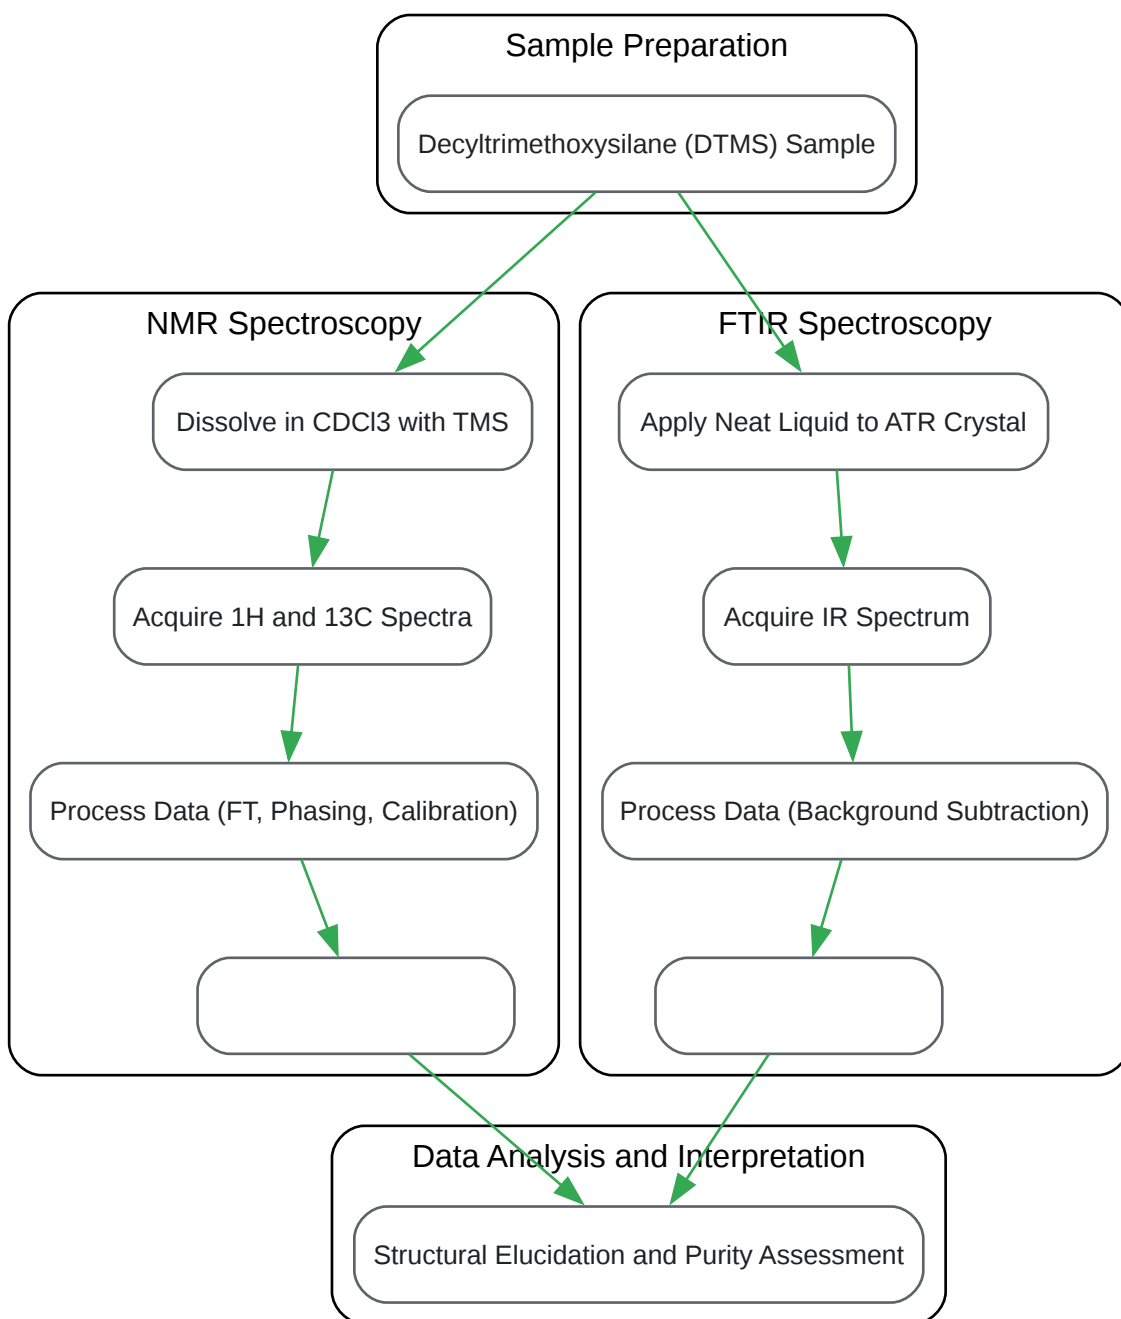 Sample Preparation
Decyltrimethoxysilane (DTMS) Sample
NMR Spectroscopy
Dissolve in CDCl3 with TMS
Acquire 1H and 13C Spectra
Process Data (FT, Phasing, Calibration)
FTIR Spectroscopy
Apply Neat Liquid to ATR Crystal
Acquire IR Spectrum
Process Data (Background Subtraction)
Data Analysis and Interpretation
Structural Elucidation and Purity Assessment